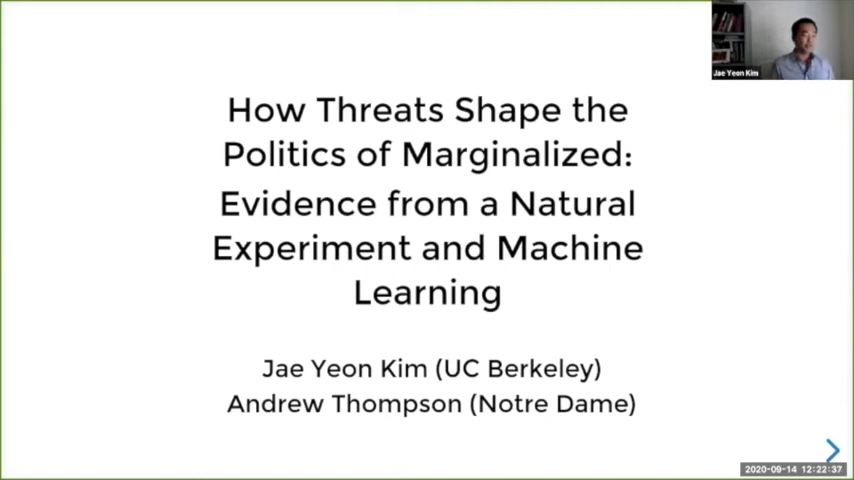 Jae Yeon Kim
How Threats Shape the
Politics of Marginalized:
Evidence from a Natural
Experiment and Machine
Learning
Jae Yeon Kim (UC Berkeley)
Andrew Thompson (Notre Dame)
2020-09-14 12:22:37